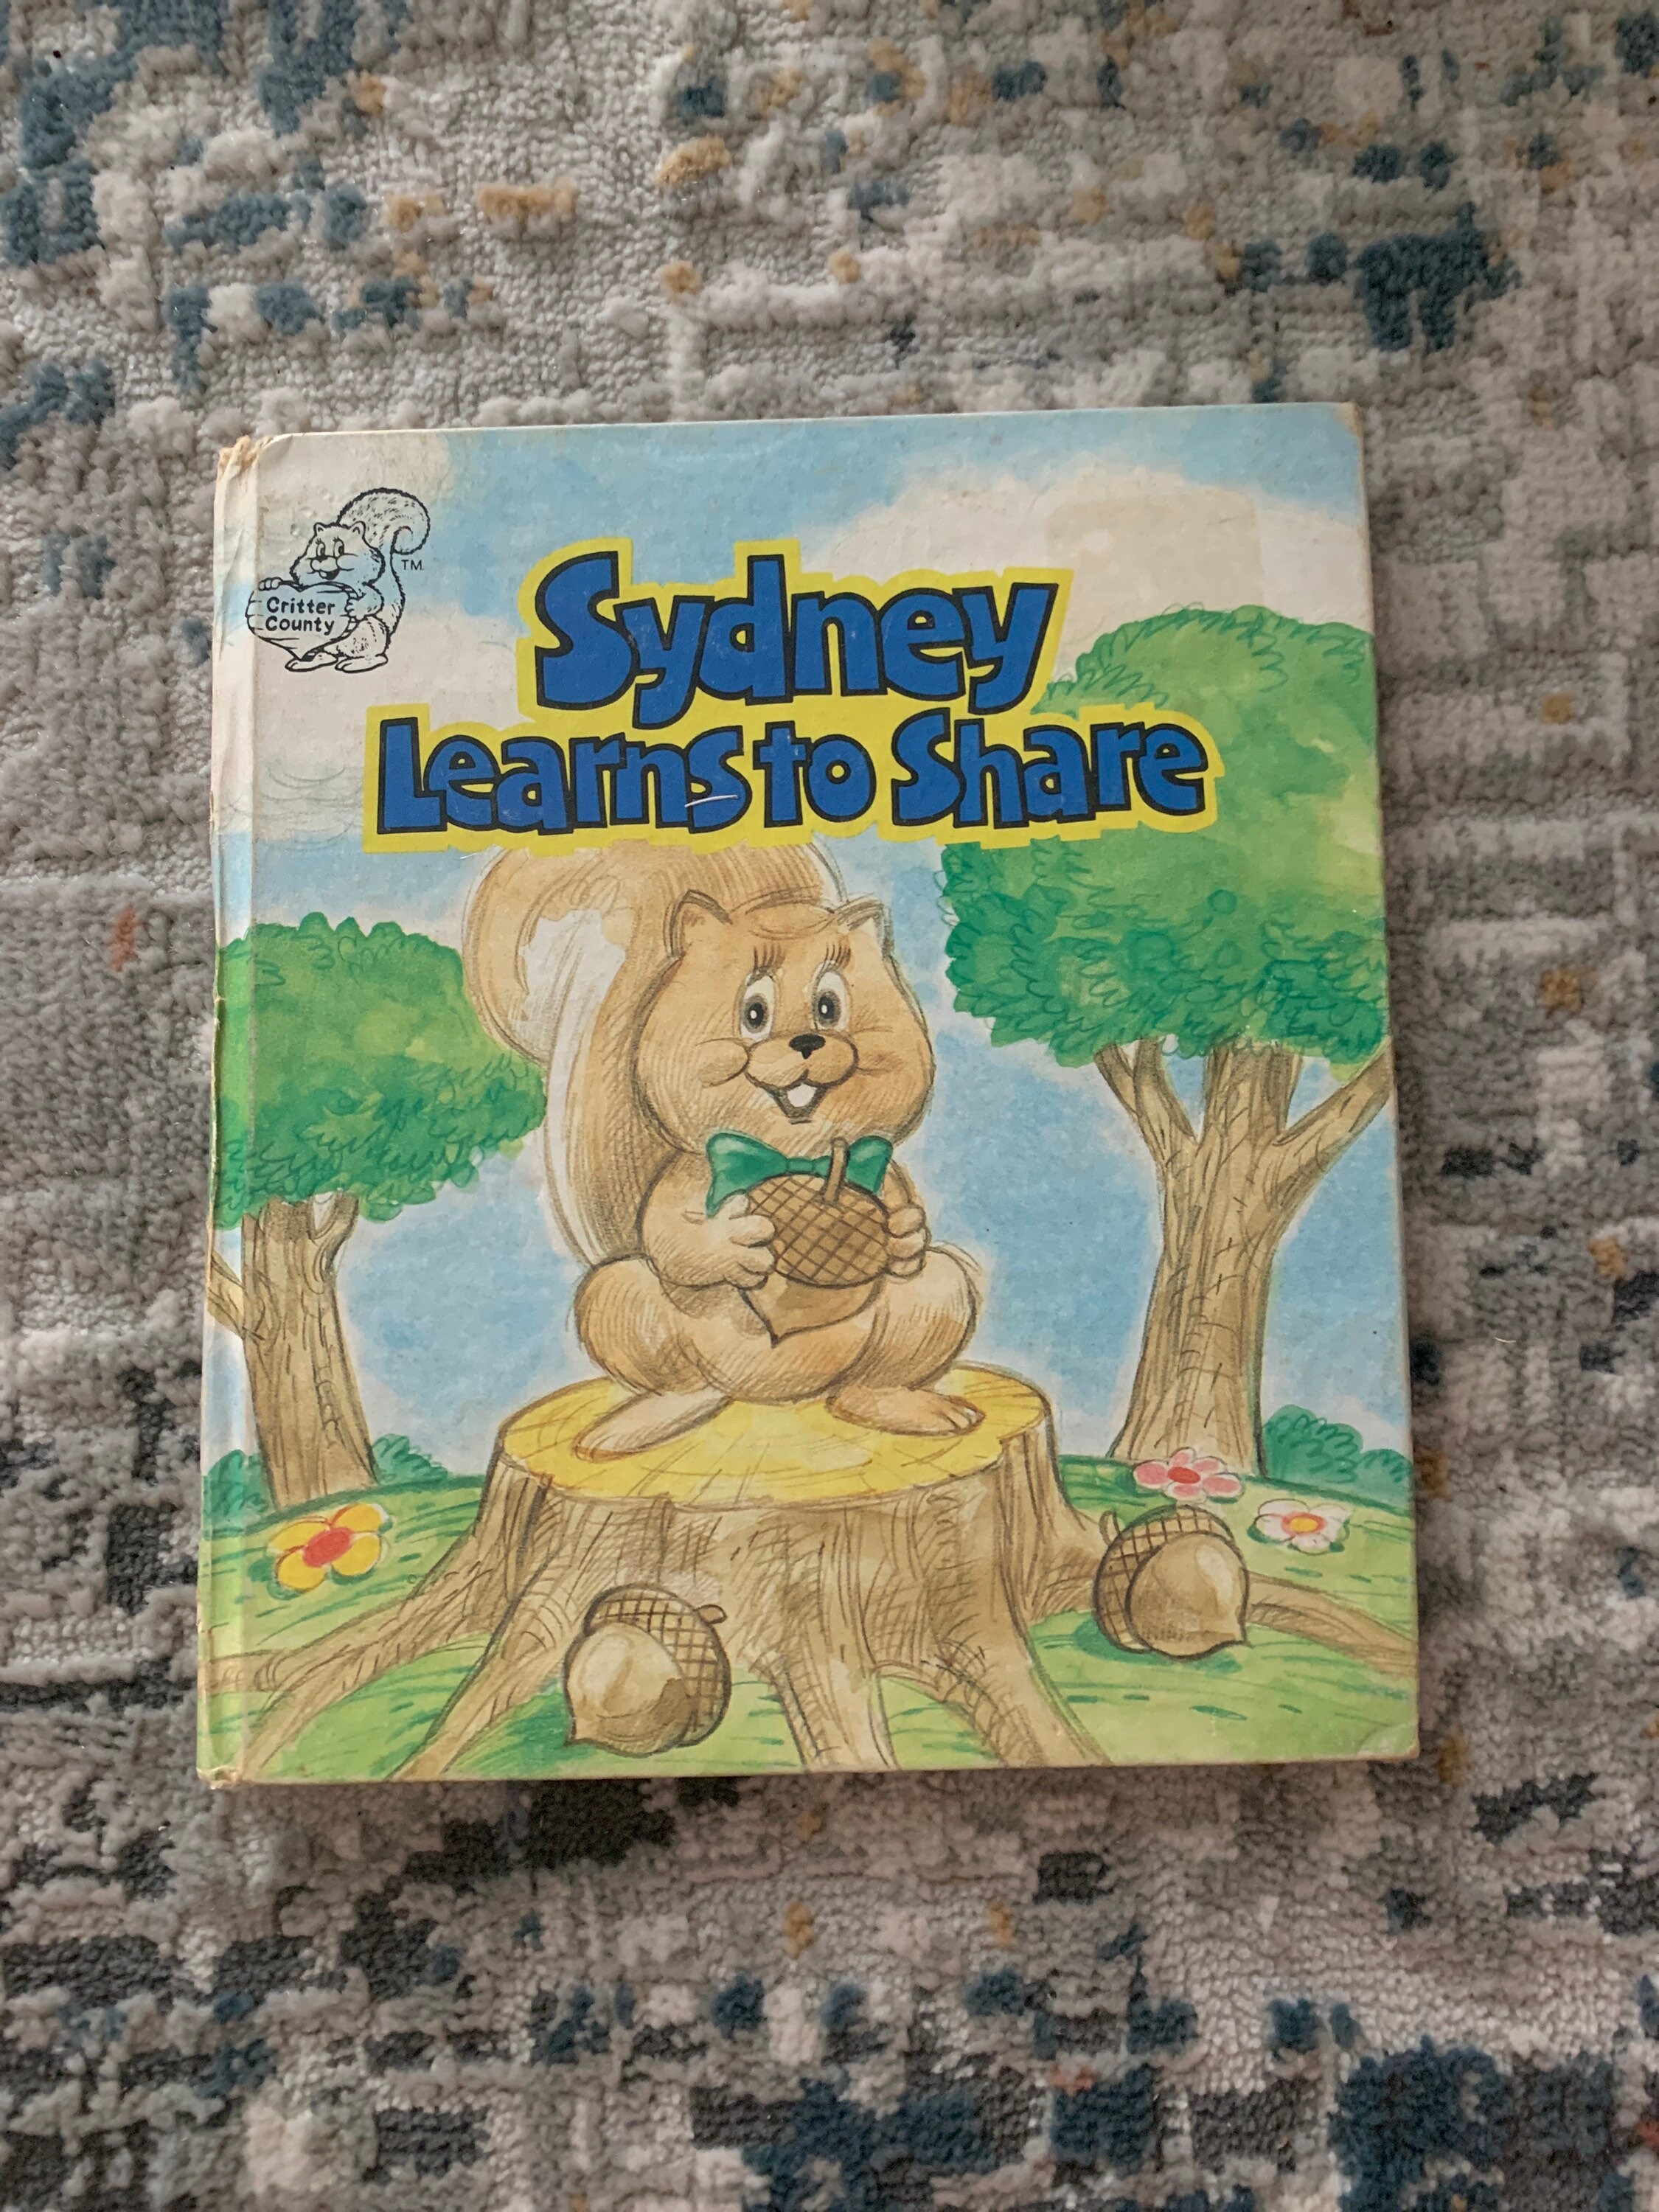 Critter
County
TM
Sydney
Learns to Share